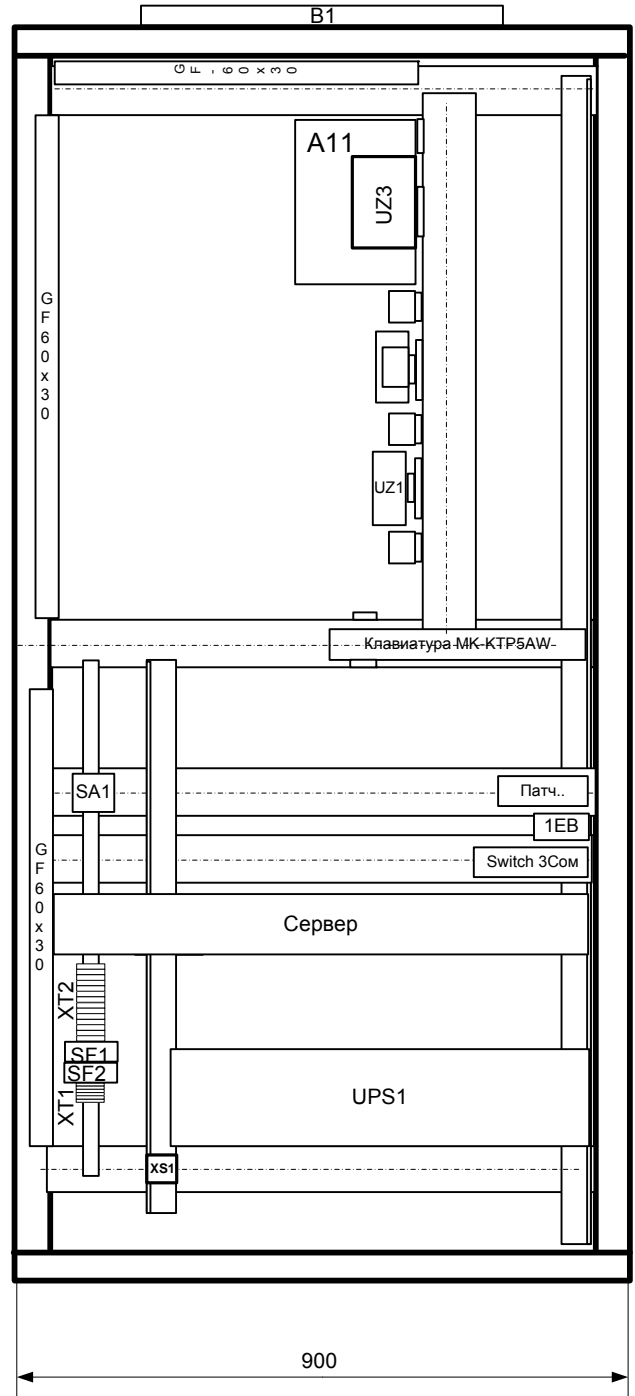 B1
GF-60x30
A11
UZ3
GF60x30
UZ1
Клавиатура MK-KTP5AW
SA1
Патч..
1EB
GF60x30
Switch 3Com
Сервер
XT2
SF1
SF2
XT1
UPS1
XS1
900